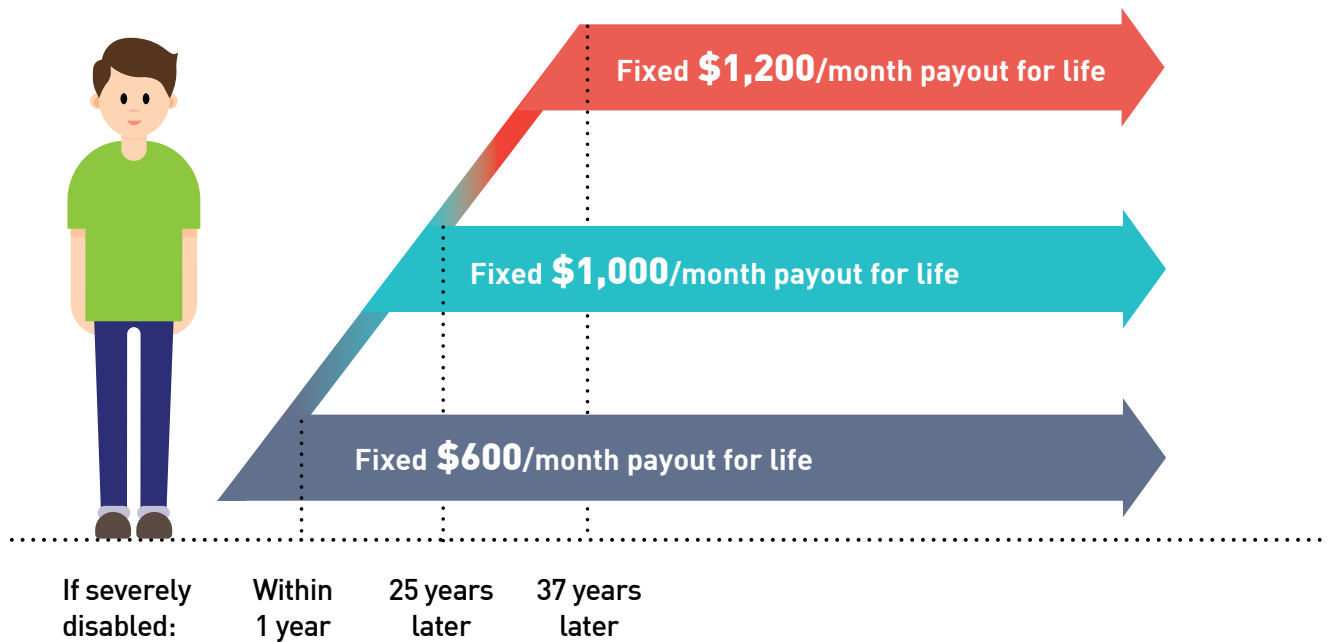 Fixed $1,200/month payout for life
Fixed $1,000/month payout for life
Fixed $600/month payout for life
If severely
disabled:
Within
1 year
25 years
later
37 years
later